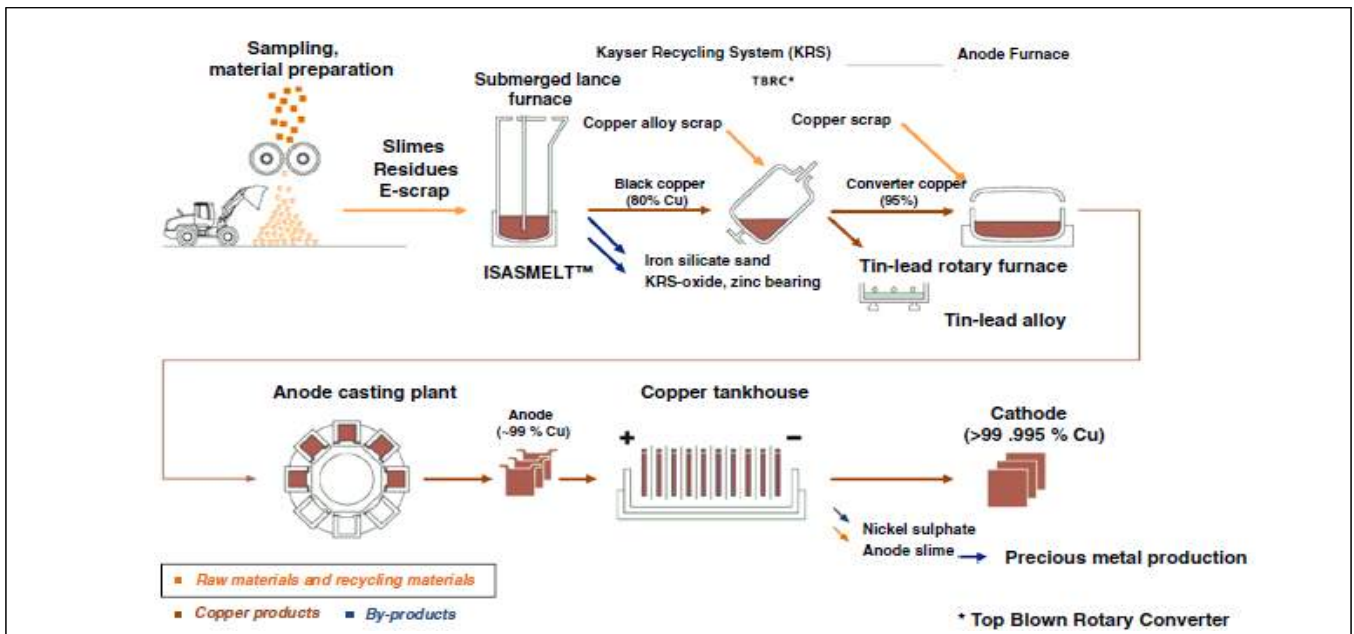 Sampling,
material preparation
Kayser Recycling System (KRS)
Anode Furnace
Submerged lance
furnace
TBRC*
Copper alloy scrap
Copper scrap
Slimes
Residues
E-scrap
Black copper
(80% Cu)
Converter copper
(95%)
ISASMELT™
Iron silicate sand
KRS-oxide, zinc bearing
Tin-lead rotary furnace
Tin-lead alloy
Anode casting plant
Anode
(~99 % Cu)
Copper tankhouse
+
−
Cathode
(>99 .995 % Cu)
Nickel sulphate
Anode slime
Precious metal production
Raw materials and recycling materials
Copper products
By-products
* Top Blown Rotary Converter